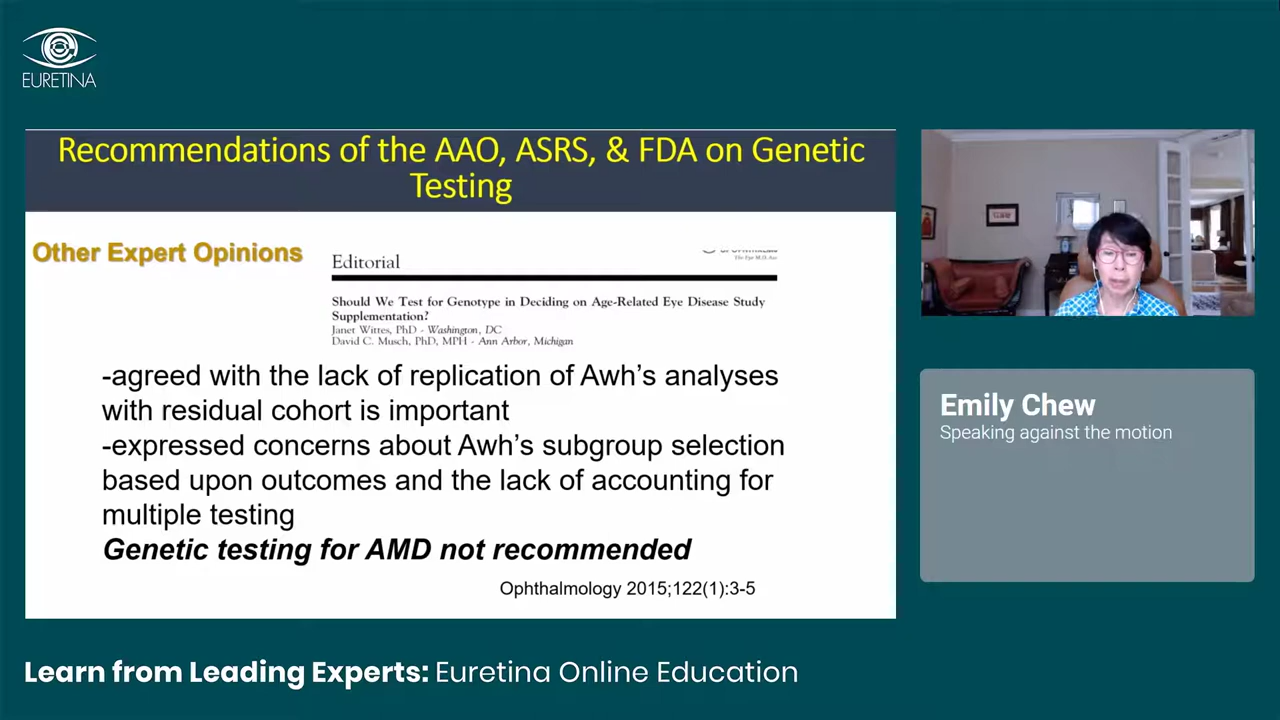 EURETINA
Recommendations of the AAO, ASRS, & FDA on Genetic
Testing
Other Expert Opinions
Editorial
Should We Test for Genotype in Deciding on Age-Related Eye Disease Study
Supplementation?
Janet Wittes, PhD - Washington, DC
David C. Musch, PhD, MPH - Ann Arbor, Michigan
-agreed with the lack of replication of Awh's analyses
with residual cohort is important
-expressed concerns about Awh's subgroup selection
based upon outcomes and the lack of accounting for
multiple testing
Genetic testing for AMD not recommended
Ophthalmology 2015;122(1):3-5
Emily Chew
Speaking against the motion
Learn from Leading Experts: Euretina Online Education